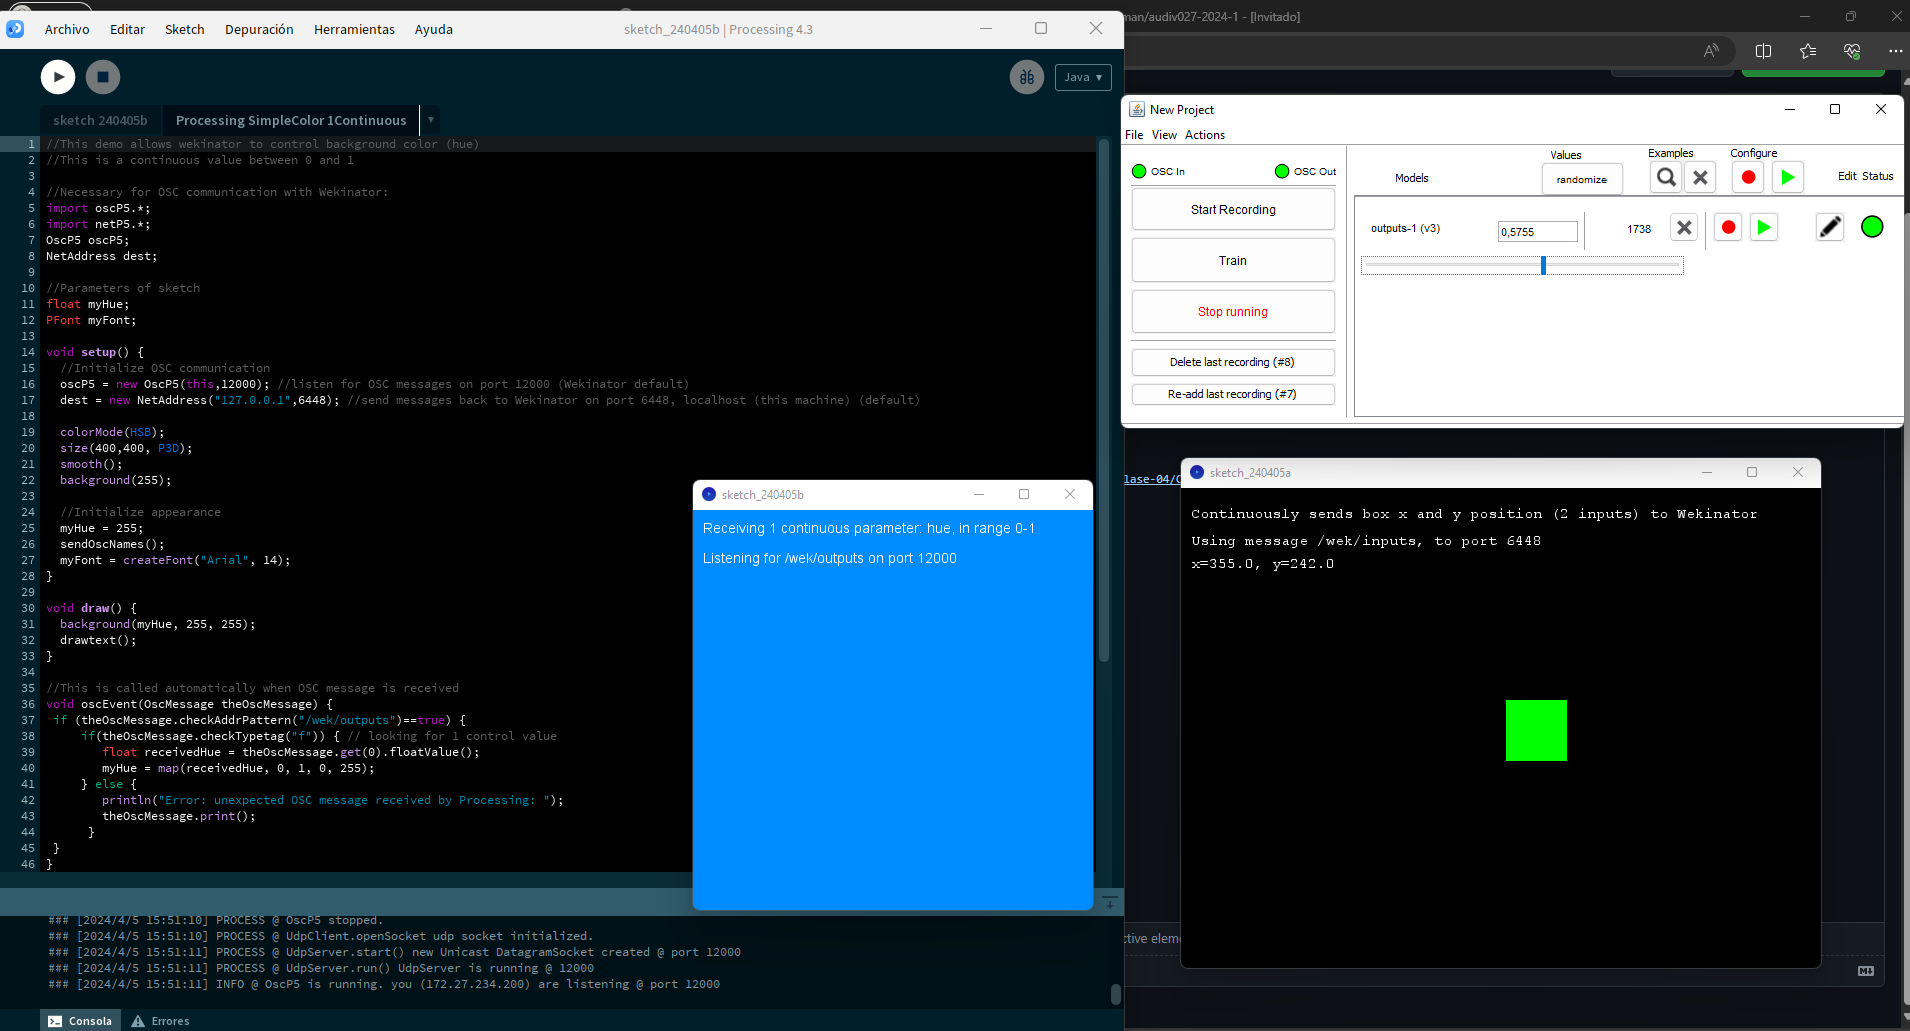 man/audiv027-2024-1 - [Invitado]
Archivo Editar Sketch Depuración Herramientas Ayuda
sketch_240405b | Processing 4.3
Java
sketch 240405b
Processing SimpleColor 1Continuous
1 //This demo allows wekinator to control background color (hue)
2 //This is a continuous value between 0 and 1
3
4 //Necessary for OSC communication with Wekinator:
5 import oscP5.*;
6 import netP5.*;
7 OscP5 oscP5;
8 NetAddress dest;
9
10 //Parameters of sketch
11 float myHue;
12 PFont myFont;
13
14 void setup() {
15 //Initialize OSC communication
16 oscP5 = new OscP5(this,12000); //listen for OSC messages on port 12000 (Wekinator default)
17 dest = new NetAddress("127.0.0.1",6448); //send messages back to Wekinator on port 6448, localhost (this machine) (default)
18
19 colorMode(HSB);
20 size(400,400, P3D);
21 smooth();
22 background(255);
23
24 //Initialize appearance
25 myHue = 255;
26 sendOscNames();
27 myFont = createFont("Arial", 14);
28 }
29
30 void draw() {
31 background(myHue, 255, 255);
32 drawtext();
33 }
34
35 //This is called automatically when OSC message is received
36 void oscEvent(OscMessage theOscMessage) {
37 if (theOscMessage.checkAddrPattern("/wek/outputs")==true) {
38 if(theOscMessage.checkTypetag("f")) { // looking for 1 control value
39 float receivedHue = theOscMessage.get(0).floatValue();
40 myHue = map(receivedHue, 0, 1, 0, 255);
41 } else {
42 println("Error: unexpected OSC message received by Processing: ");
43 theOscMessage.print();
44 }
45 }
46 }
### [2024/4/5 15:51:10] PROCESS @ OscP5 stopped.
### [2024/4/5 15:51:10] PROCESS @ UdpClient.openSocket udp socket initialized.
### [2024/4/5 15:51:11] PROCESS @ UdpServer.start() new Unicast DatagramSocket created @ port 12000
### [2024/4/5 15:51:11] PROCESS @ UdpServer.run() UdpServer is running @ 12000
### [2024/4/5 15:51:11] INFO @ OscP5 is running. you (172.27.234.200) are listening @ port 12000
Consola Errores
sketch_240405b
Receiving 1 continuous parameter: hue, in range 0-1
Listening for /wek/outputs on port 12000
New Project
File View Actions
OSC In OSC Out
Start Recording
Train
Stop running
Delete last recording (#8)
Re-add last recording (#7)
Models
Values
randomize
Examples
Configure
Edit Status
outputs-1 (v3)
0,5755
1738
lase-04/
sketch_240405a
Continuously sends box x and y position (2 inputs) to Wekinator
Using message /wek/inputs, to port 6448
x=355.0, y=242.0
ctive eleme